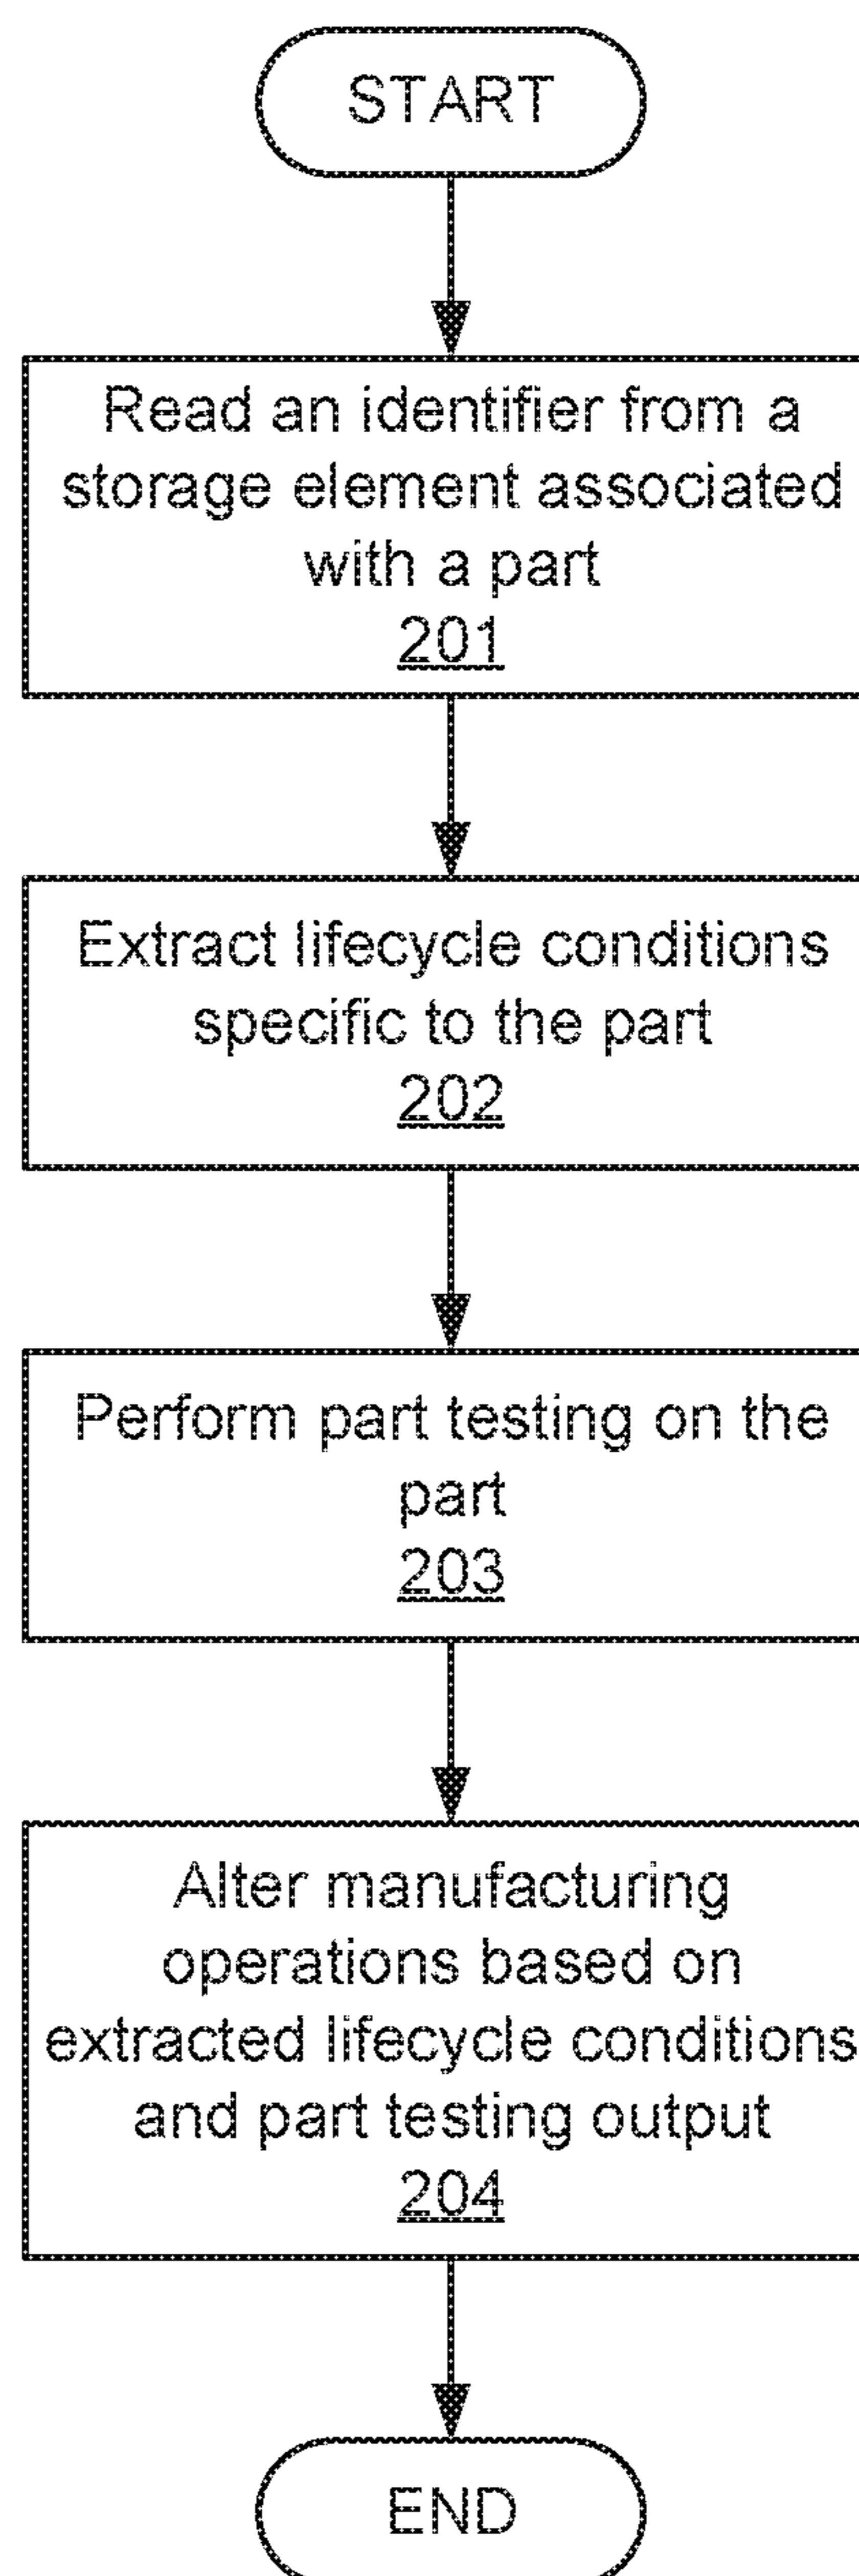 START
Read an identifier from a
storage element associated
with a part
201
Extract lifecycle conditions
specific to the part
202
Perform part testing on the
part
203
Alter manufacturing
operations based on
extracted lifecycle conditions
and part testing output
204
END